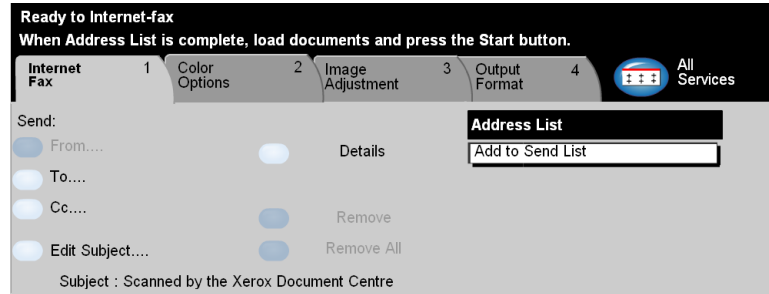 Ready to Internet-fax
When Address List is complete, load documents and press the Start button.
Internet Fax 1
Color Options 2
Image Adjustment 3
Output Format 4
All Services
Send:
From....
To....
Cc....
Edit Subject....
Details
Remove
Remove All
Address List
Add to Send List
Subject : Scanned by the Xerox Document Centre